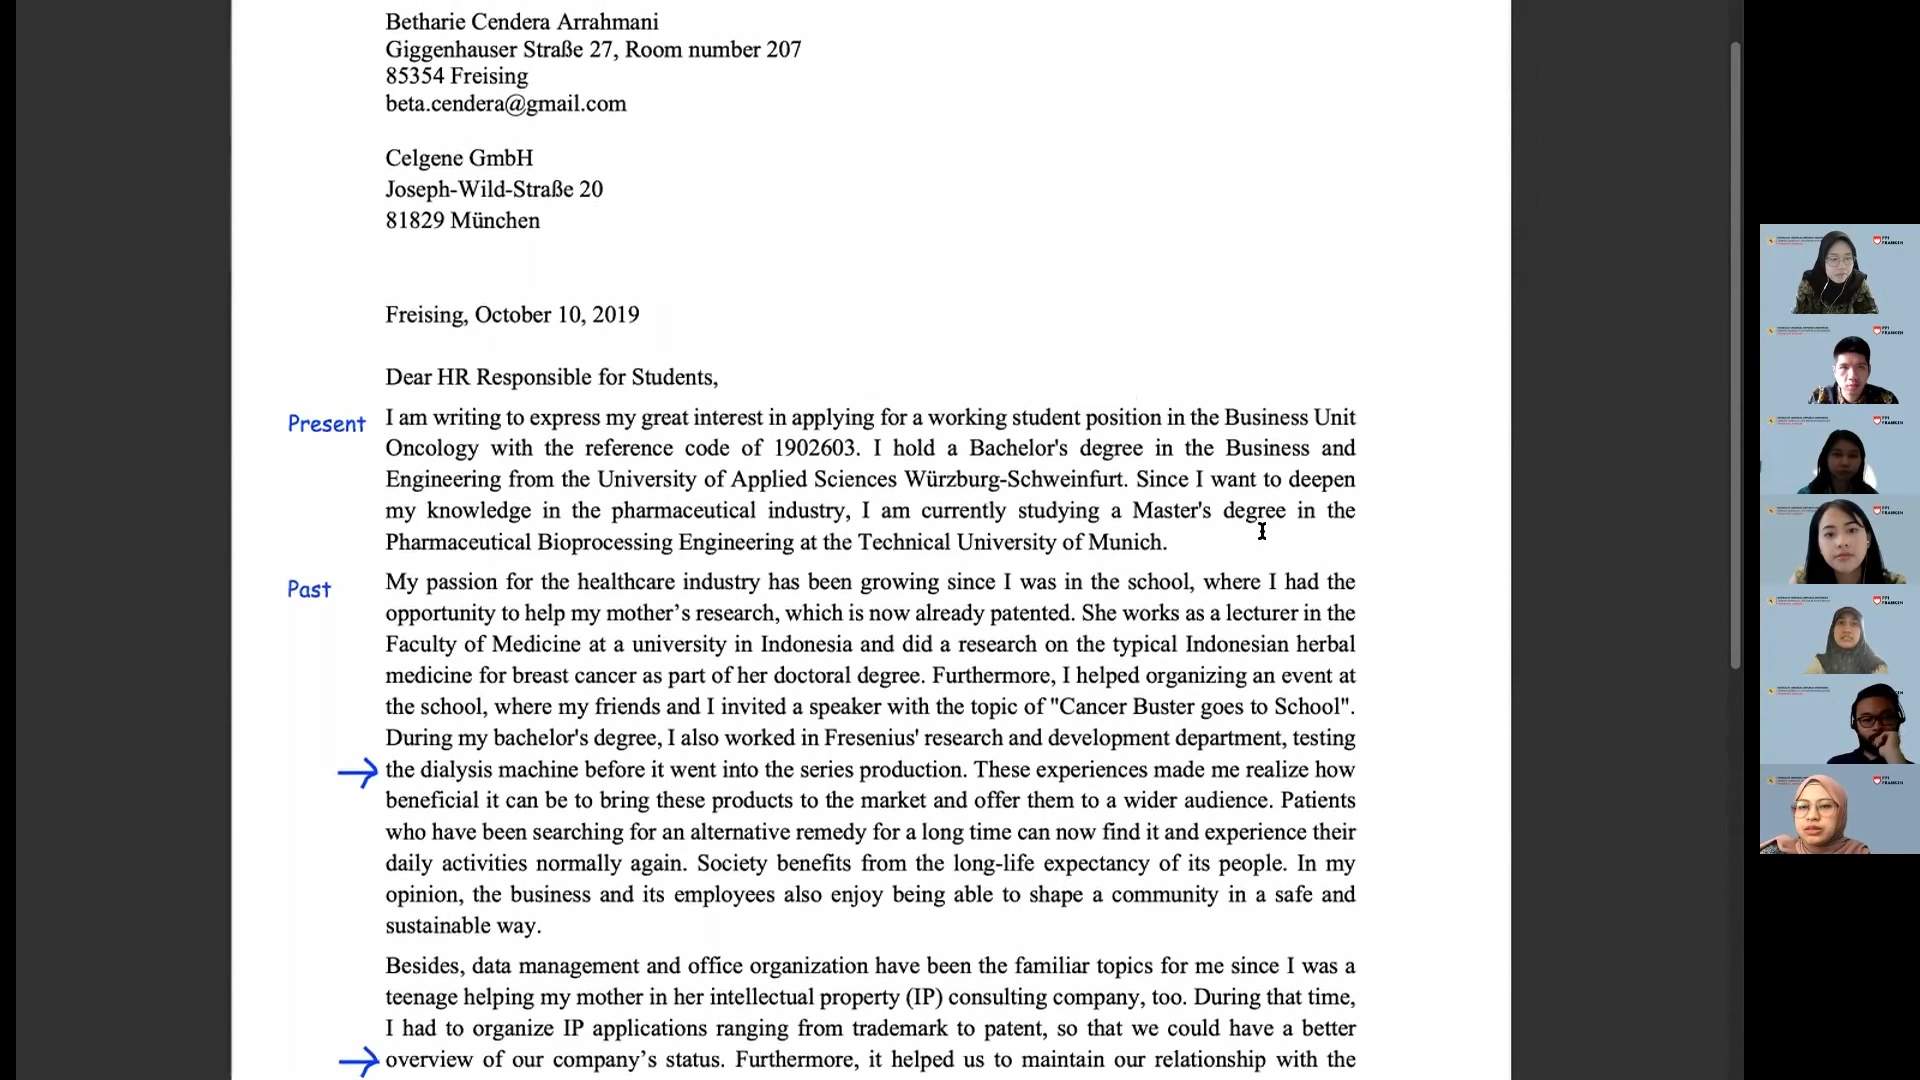 Betharie Cendera Arrahmani
Giggenhauser Straße 27, Room number 207
85354 Freising
beta.cendera@gmail.com
Celgene GmbH
Joseph-Wild-Straße 20
81829 München
Freising, October 10, 2019
Dear HR Responsible for Students,
Present
I am writing to express my great interest in applying for a working student position in the Business Unit
Oncology with the reference code of 1902603. I hold a Bachelor's degree in the Business and
Engineering from the University of Applied Sciences Würzburg-Schweinfurt. Since I want to deepen
my knowledge in the pharmaceutical industry, I am currently studying a Master's degree in the
Pharmaceutical Bioprocessing Engineering at the Technical University of Munich.
Past
My passion for the healthcare industry has been growing since I was in the school, where I had the
opportunity to help my mother’s research, which is now already patented. She works as a lecturer in the
Faculty of Medicine at a university in Indonesia and did a research on the typical Indonesian herbal
medicine for breast cancer as part of her doctoral degree. Furthermore, I helped organizing an event at
the school, where my friends and I invited a speaker with the topic of "Cancer Buster goes to School".
During my bachelor's degree, I also worked in Fresenius' research and development department, testing
the dialysis machine before it went into the series production. These experiences made me realize how
beneficial it can be to bring these products to the market and offer them to a wider audience. Patients
who have been searching for an alternative remedy for a long time can now find it and experience their
daily activities normally again. Society benefits from the long-life expectancy of its people. In my
opinion, the business and its employees also enjoy being able to shape a community in a safe and
sustainable way.
Besides, data management and office organization have been the familiar topics for me since I was a
teenage helping my mother in her intellectual property (IP) consulting company, too. During that time,
I had to organize IP applications ranging from trademark to patent, so that we could have a better
overview of our company’s status. Furthermore, it helped us to maintain our relationship with the
PPI
FRANKEN
PPI
FRANKEN
PPI
FRANKEN
PPI
FRANKEN
PPI
FRANKEN
PPI
FRANKEN